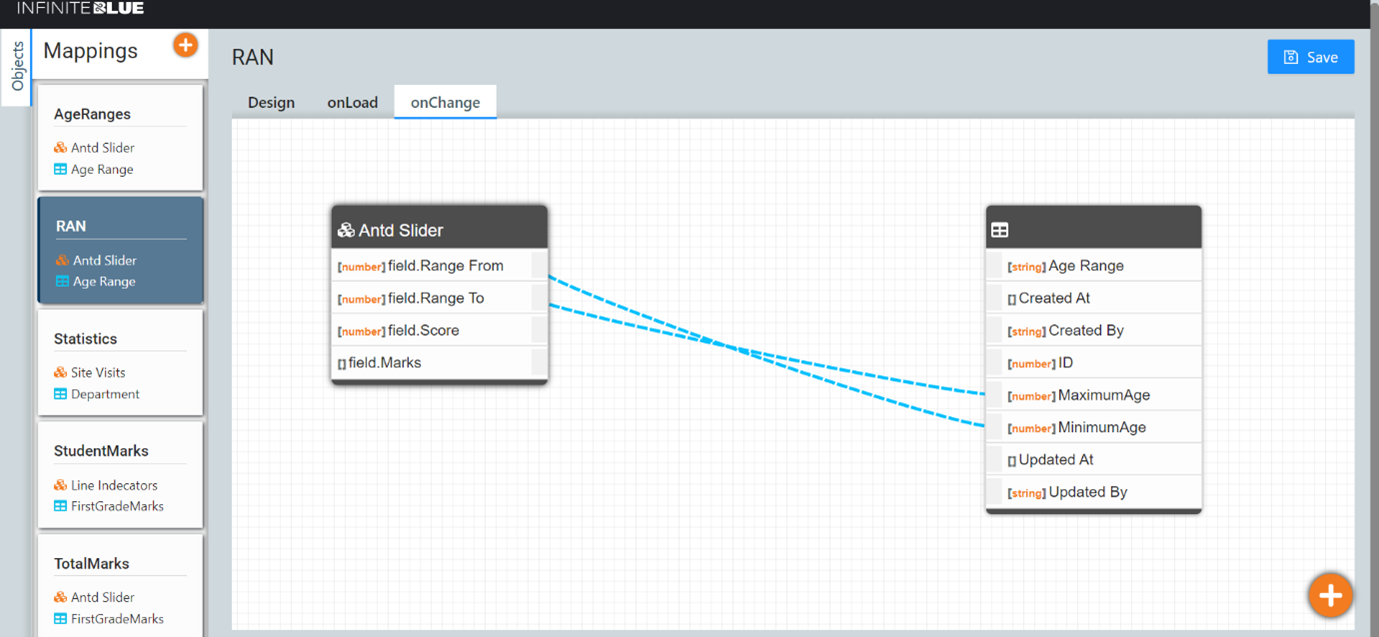 INFINITEBLUE
Objects
Mappings
AgeRanges
Antd Slider
Age Range
RAN
Antd Slider
Age Range
Statistics
Site Visits
Department
StudentMarks
Line Indecators
FirstGradeMarks
TotalMarks
Antd Slider
FirstGradeMarks
RAN
Save
Design onLoad onChange
Antd Slider
[number] field.Range From
[number] field.Range To
[number] field.Score
[] field.Marks
[string] Age Range
[] Created At
[string] Created By
[number] ID
[number] MaximumAge
[number] MinimumAge
[] Updated At
[string] Updated By